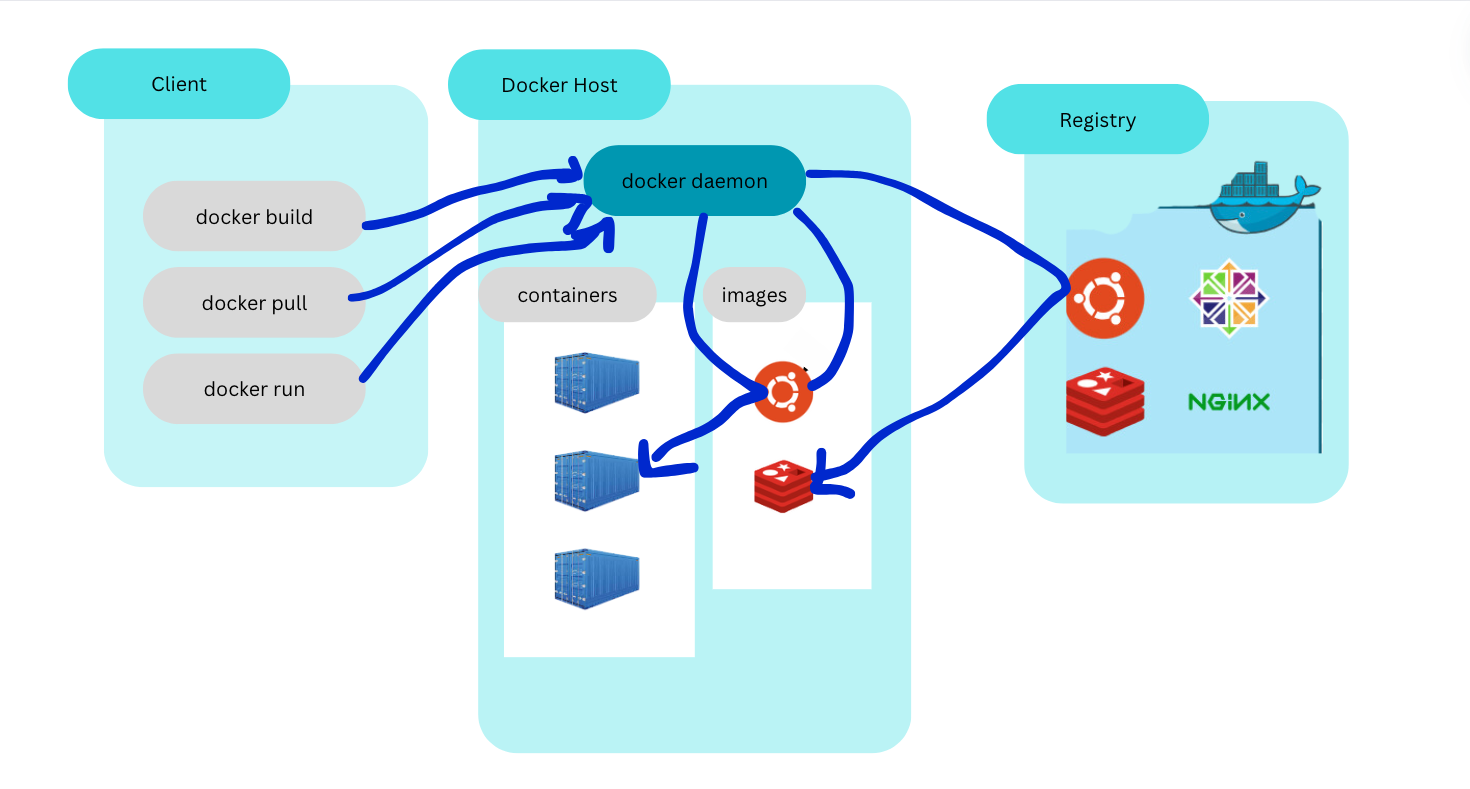 Client
docker build
docker pull
docker run
Docker Host
docker daemon
containers
images
Registry
NGiNX